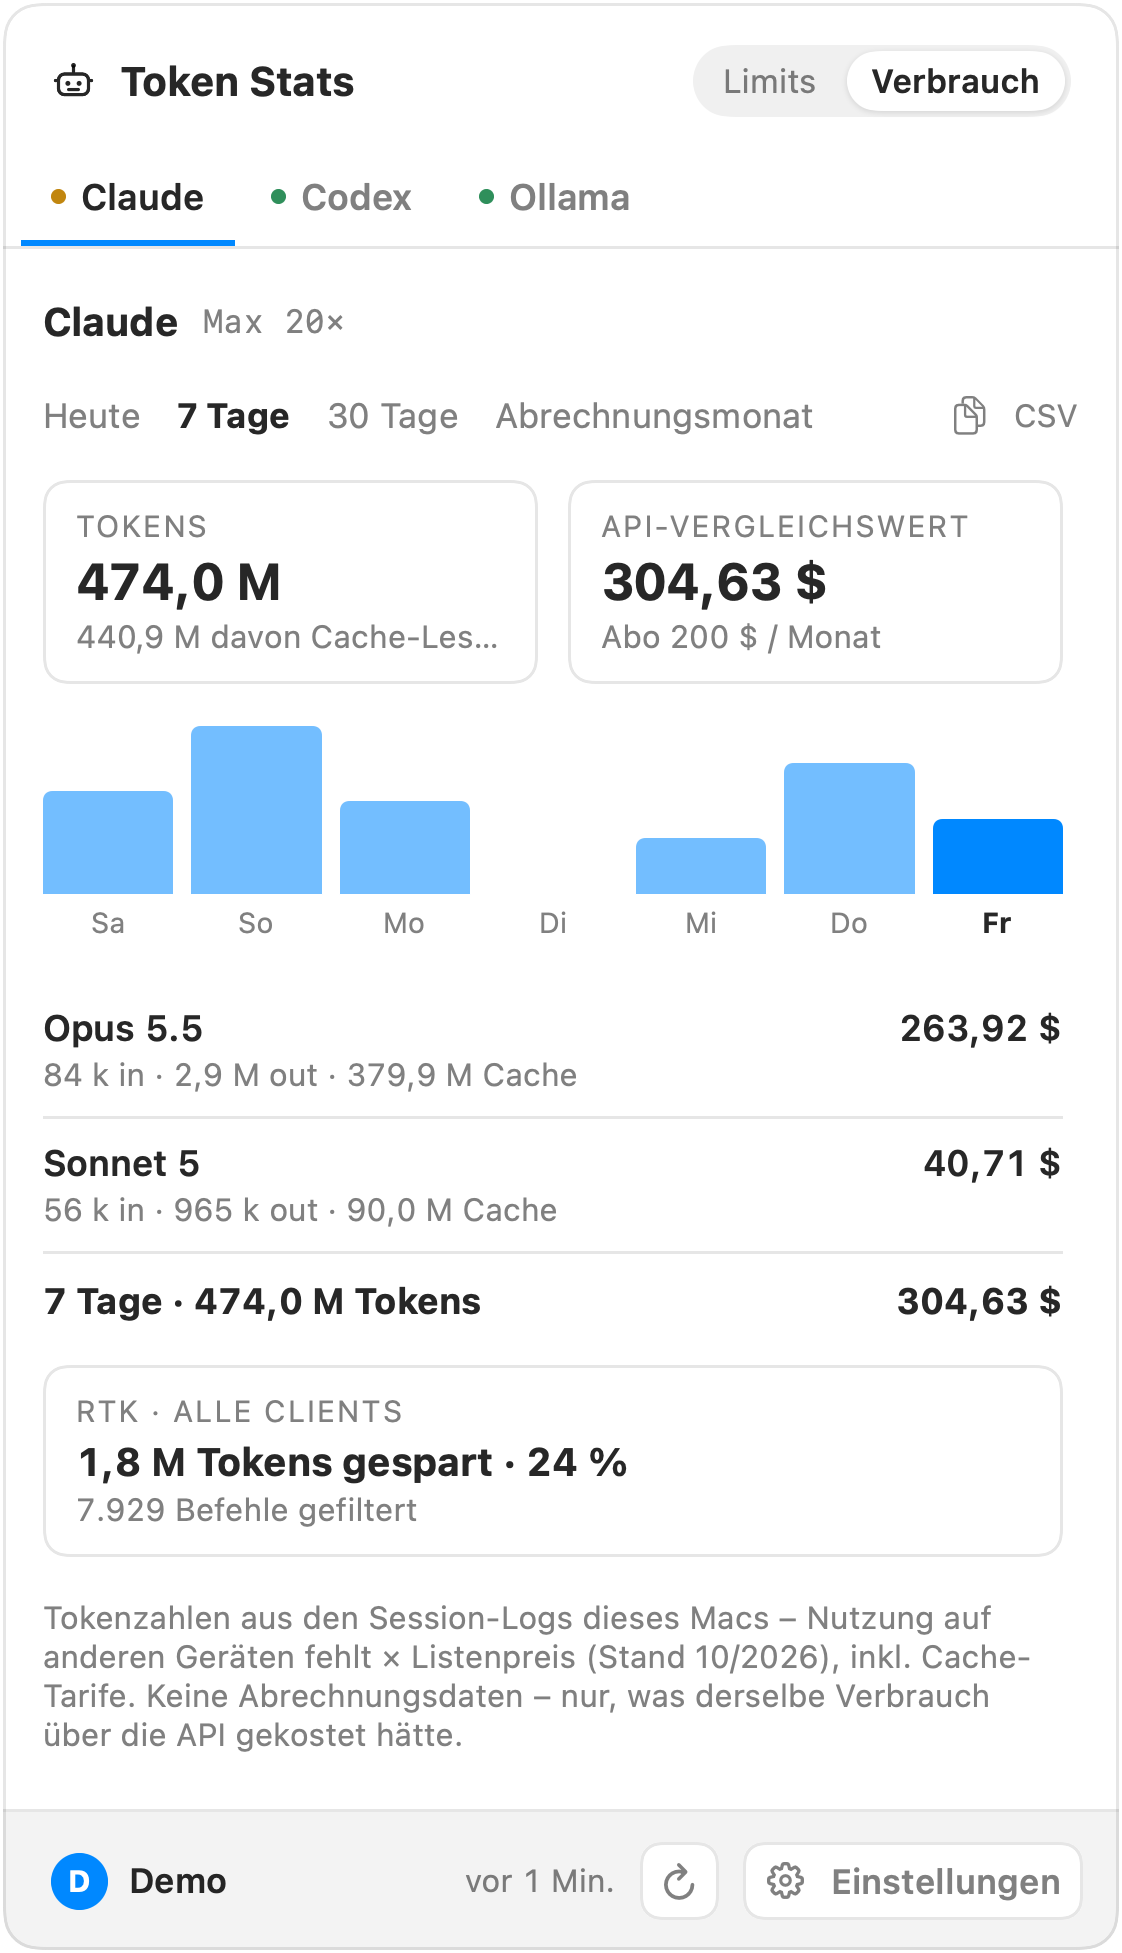 Token Stats
Limits
Verbrauch
Claude
Codex
Ollama
Claude Max 20×
Heute
7 Tage
30 Tage
Abrechnungsmonat
CSV
TOKENS
474,0 M
440,9 M davon Cache-Les...
API-VERGLEICHSWERT
304,63 $
Abo 200 $ / Monat
Sa
So
Mo
Di
Mi
Do
Fr
Opus 5.5
263,92 $
84 k in · 2,9 M out · 379,9 M Cache
Sonnet 5
40,71 $
56 k in · 965 k out · 90,0 M Cache
7 Tage · 474,0 M Tokens
304,63 $
RTK · ALLE CLIENTS
1,8 M Tokens gespart · 24 %
7.929 Befehle gefiltert
Tokenzahlen aus den Session-Logs dieses Macs – Nutzung auf
anderen Geräten fehlt × Listenpreis (Stand 10/2026), inkl. Cache-
Tarife. Keine Abrechnungsdaten – nur, was derselbe Verbrauch
über die API gekostet hätte.
D
Demo
vor 1 Min.
Einstellungen